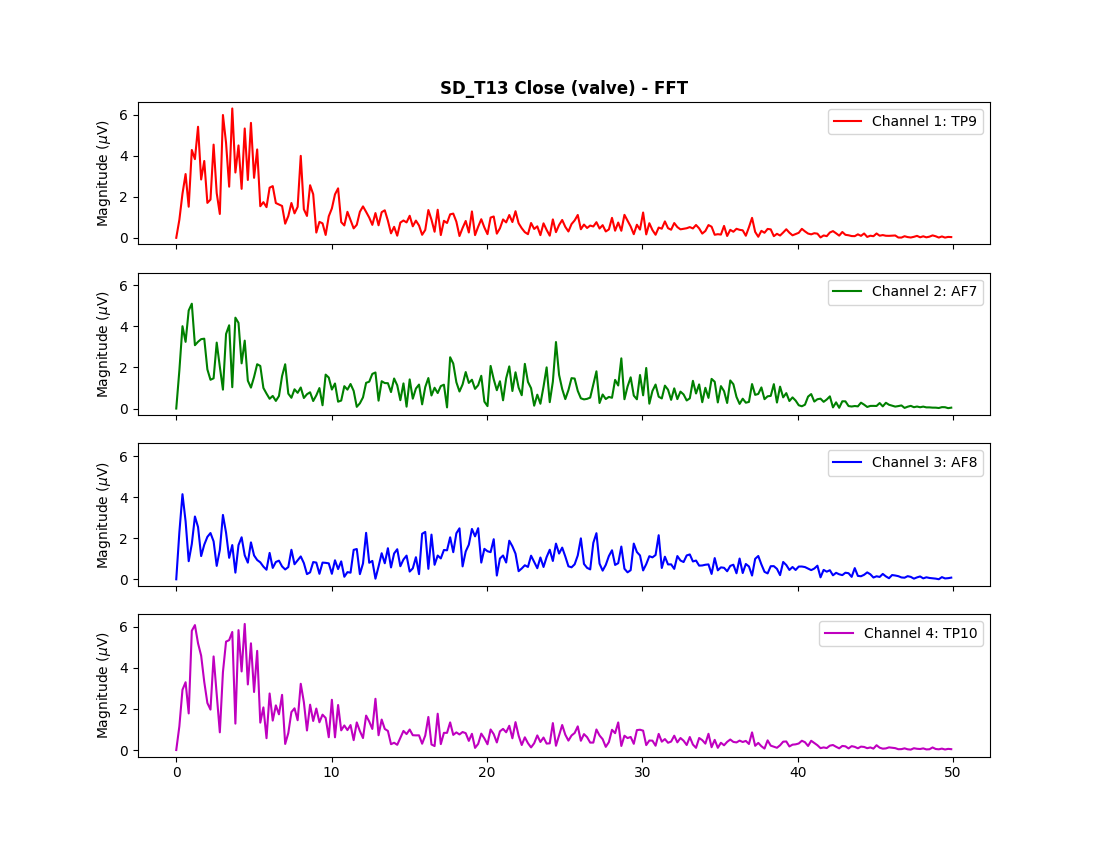 SD_T13 Close (valve) - FFT
Magnitude (μV)
6
4
2
0
Channel 1: TP9
Magnitude (μV)
6
4
2
0
Channel 2: AF7
Magnitude (μV)
6
4
2
0
Channel 3: AF8
Magnitude (μV)
6
4
2
0
Channel 4: TP10
0 10 20 30 40 50